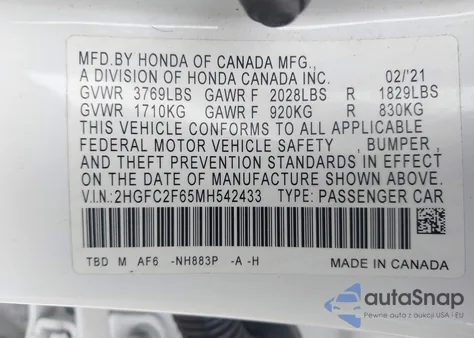 MFD.BY HONDA OF CANADA MFG.,
A DIVISION OF HONDA CANADA INC. 02/'21
GVWR 3769LBS GAWR F 2028LBS R 1829LBS
GVWR 1710KG GAWR F 920KG R 830KG
THIS VEHICLE CONFORMS TO ALL APPLICABLE
FEDERAL MOTOR VEHICLE SAFETY , BUMPER ,
AND THEFT PREVENTION STANDARDS IN EFFECT
ON THE DATE OF MANUFACTURE SHOWN ABOVE.
V.I.N.:2HGFC2F65MH542433 TYPE: PASSENGER CAR
TBD M AF6 -NH883P -A -H MADE IN CANADA
autoSnap
Pewne auta z aukcji USA i EU